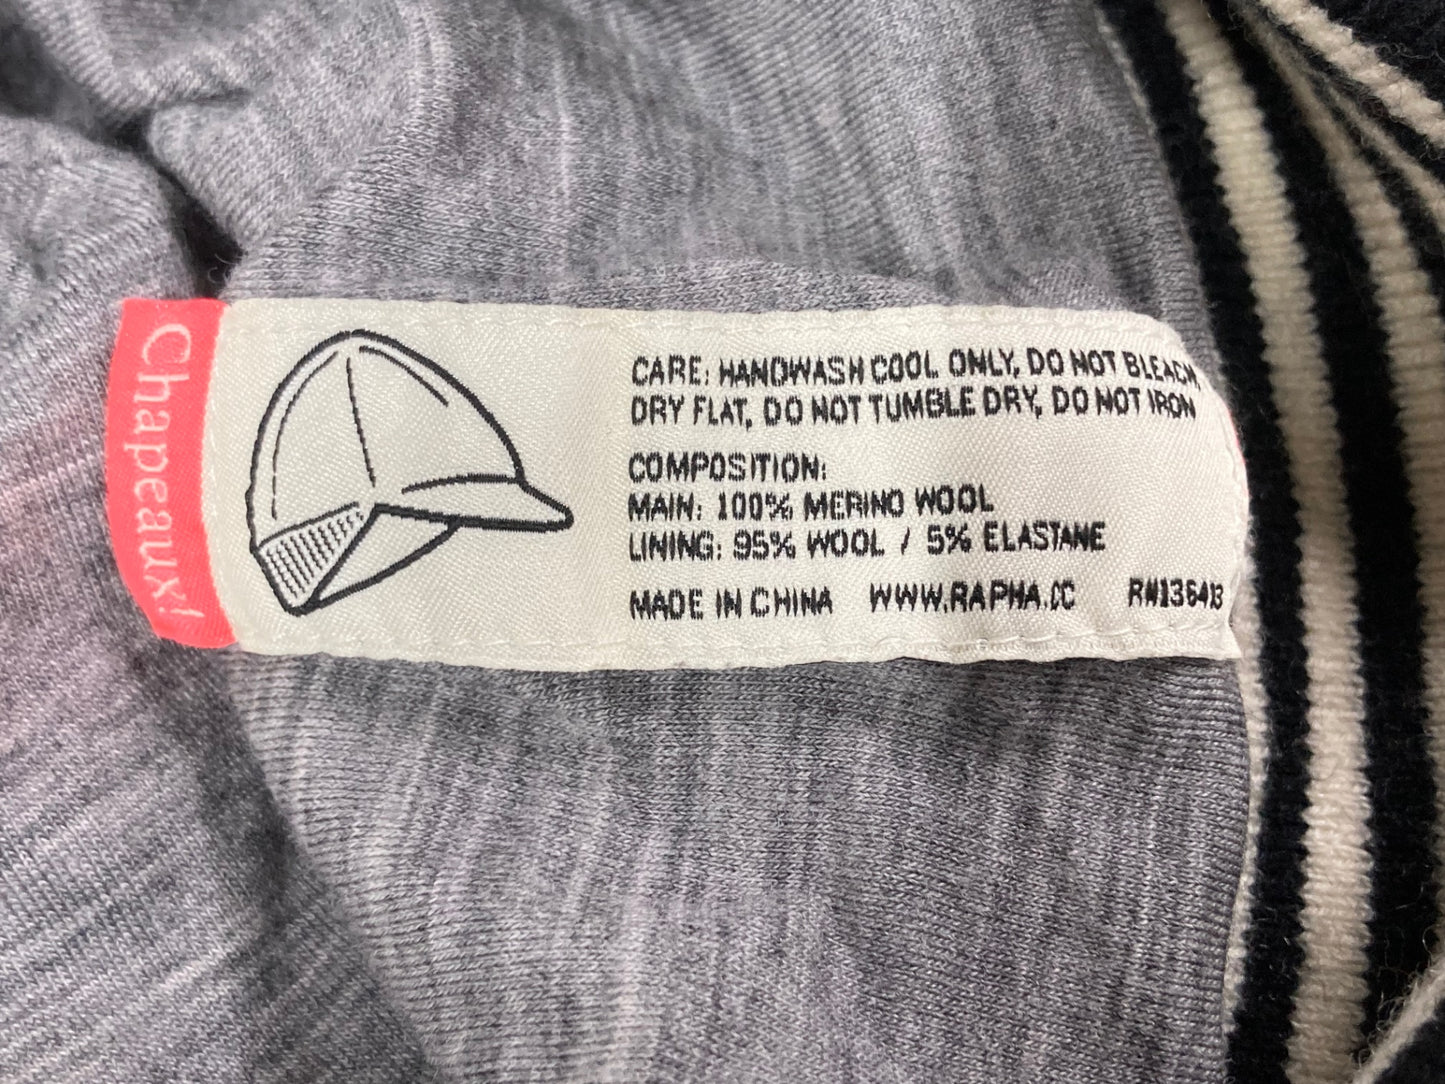 Chapeaux!
CARE: HANDWASH COOL ONLY, DO NOT BLEACH,
DRY FLAT, DO NOT TUMBLE DRY, DO NOT IRON
COMPOSITION:
MAIN: 100% MERINO WOOL
LINING: 95% WOOL / 5% ELASTANE
MADE IN CHINA WWW.RAPHA.CC RN136413